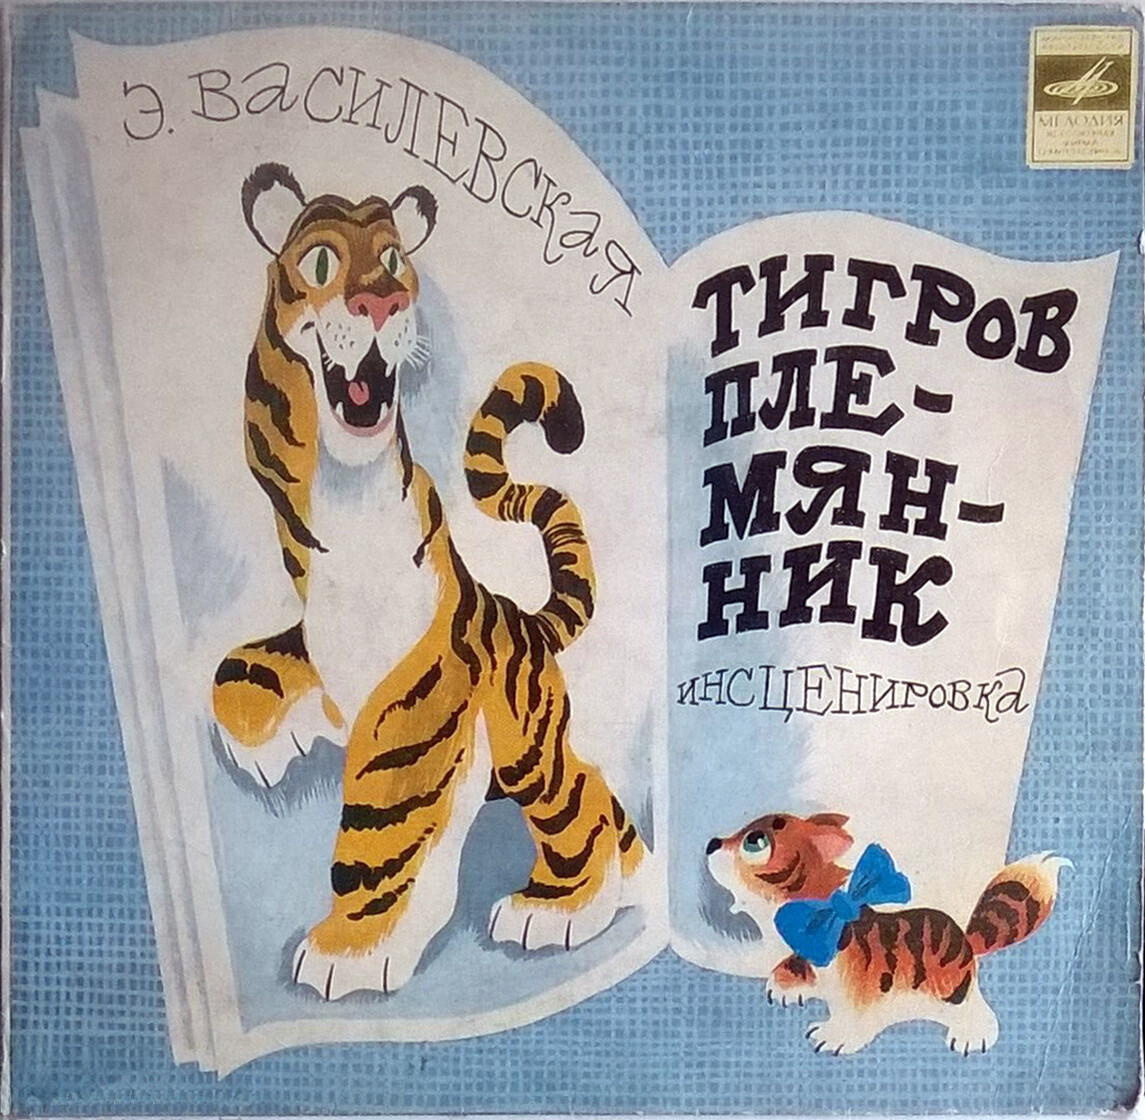 Э. ВАСИЛЕВСКАЯ
ТИГРОВ
ПЛЕ-
МЯН-
НИК
ИНСЦЕНИРОВКА
МЕЛОДИЯ